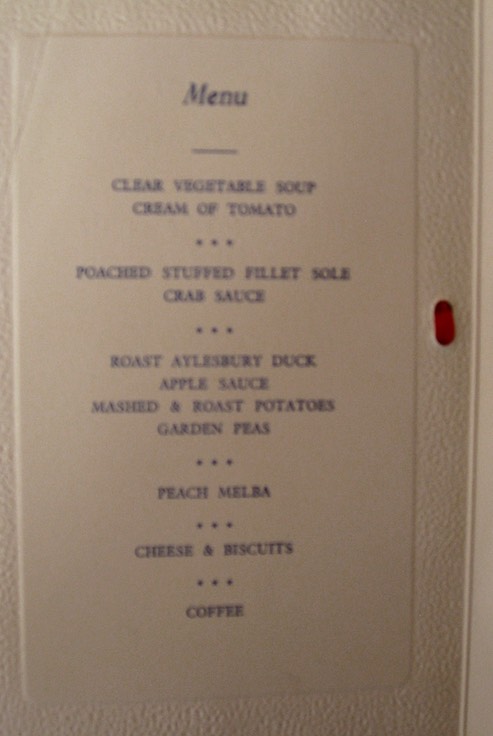 Menu
CLEAR VEGETABLE SOUP
CREAM OF TOMATO
POACHED STUFFED FILLET SOLE
CRAB SAUCE
ROAST AYLESBURY DUCK
APPLE SAUCE
MASHED & ROAST POTATOES
GARDEN PEAS
PEACH MELBA
CHEESE & BISCUITS
COFFEE